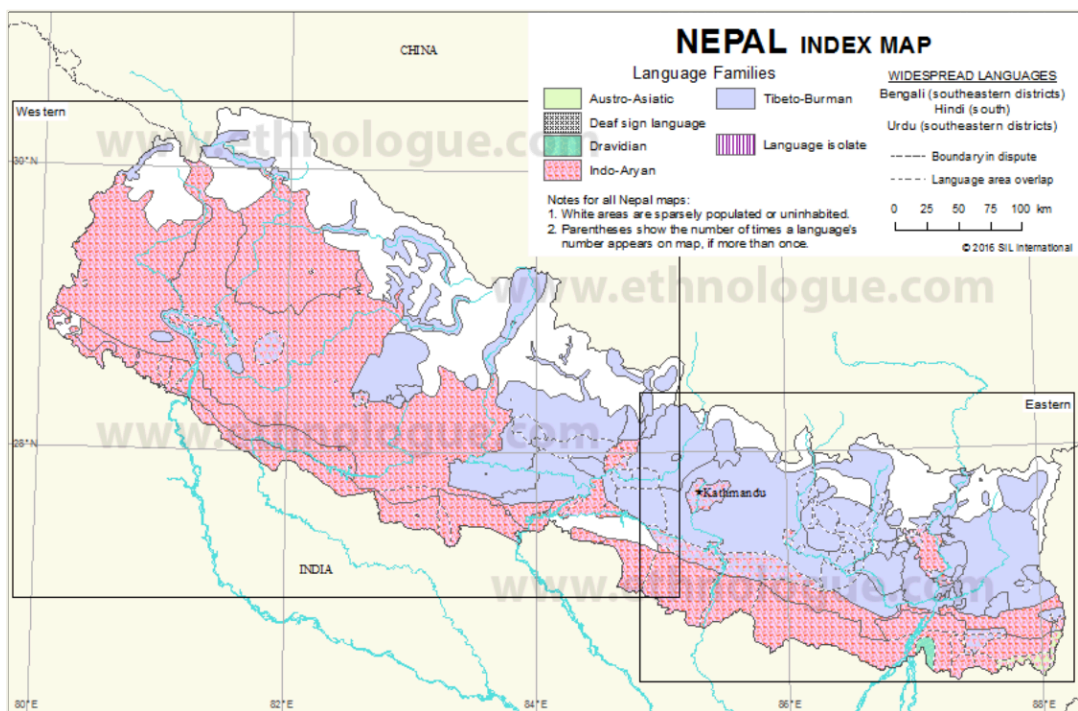 NEPAL INDEX MAP
Language Families
Austro-Asiatic
Deaf sign language
Dravidian
Indo-Aryan
Tibeto-Burman
Language isolate
WIDESPREAD LANGUAGES
Bengali (southeastern districts)
Hindi (south)
Urdu (southeastern districts)
Boundary in dispute
Language area overlap
0 25 50 75 100 km
© 2016 SIL International
Notes for all Nepal maps:
1. White areas are sparsely populated or uninhabited.
2. Parentheses show the number of times a language's
number appears on map, if more than once.
CHINA
Western
www.ethnologue.com
30°N
www.ethnologue.com
Eastern
www.ethnologue.com
28°N
Kathmandu
INDIA
www.ethnologue.com
80°E
82°E
84°E
86°E
88°E